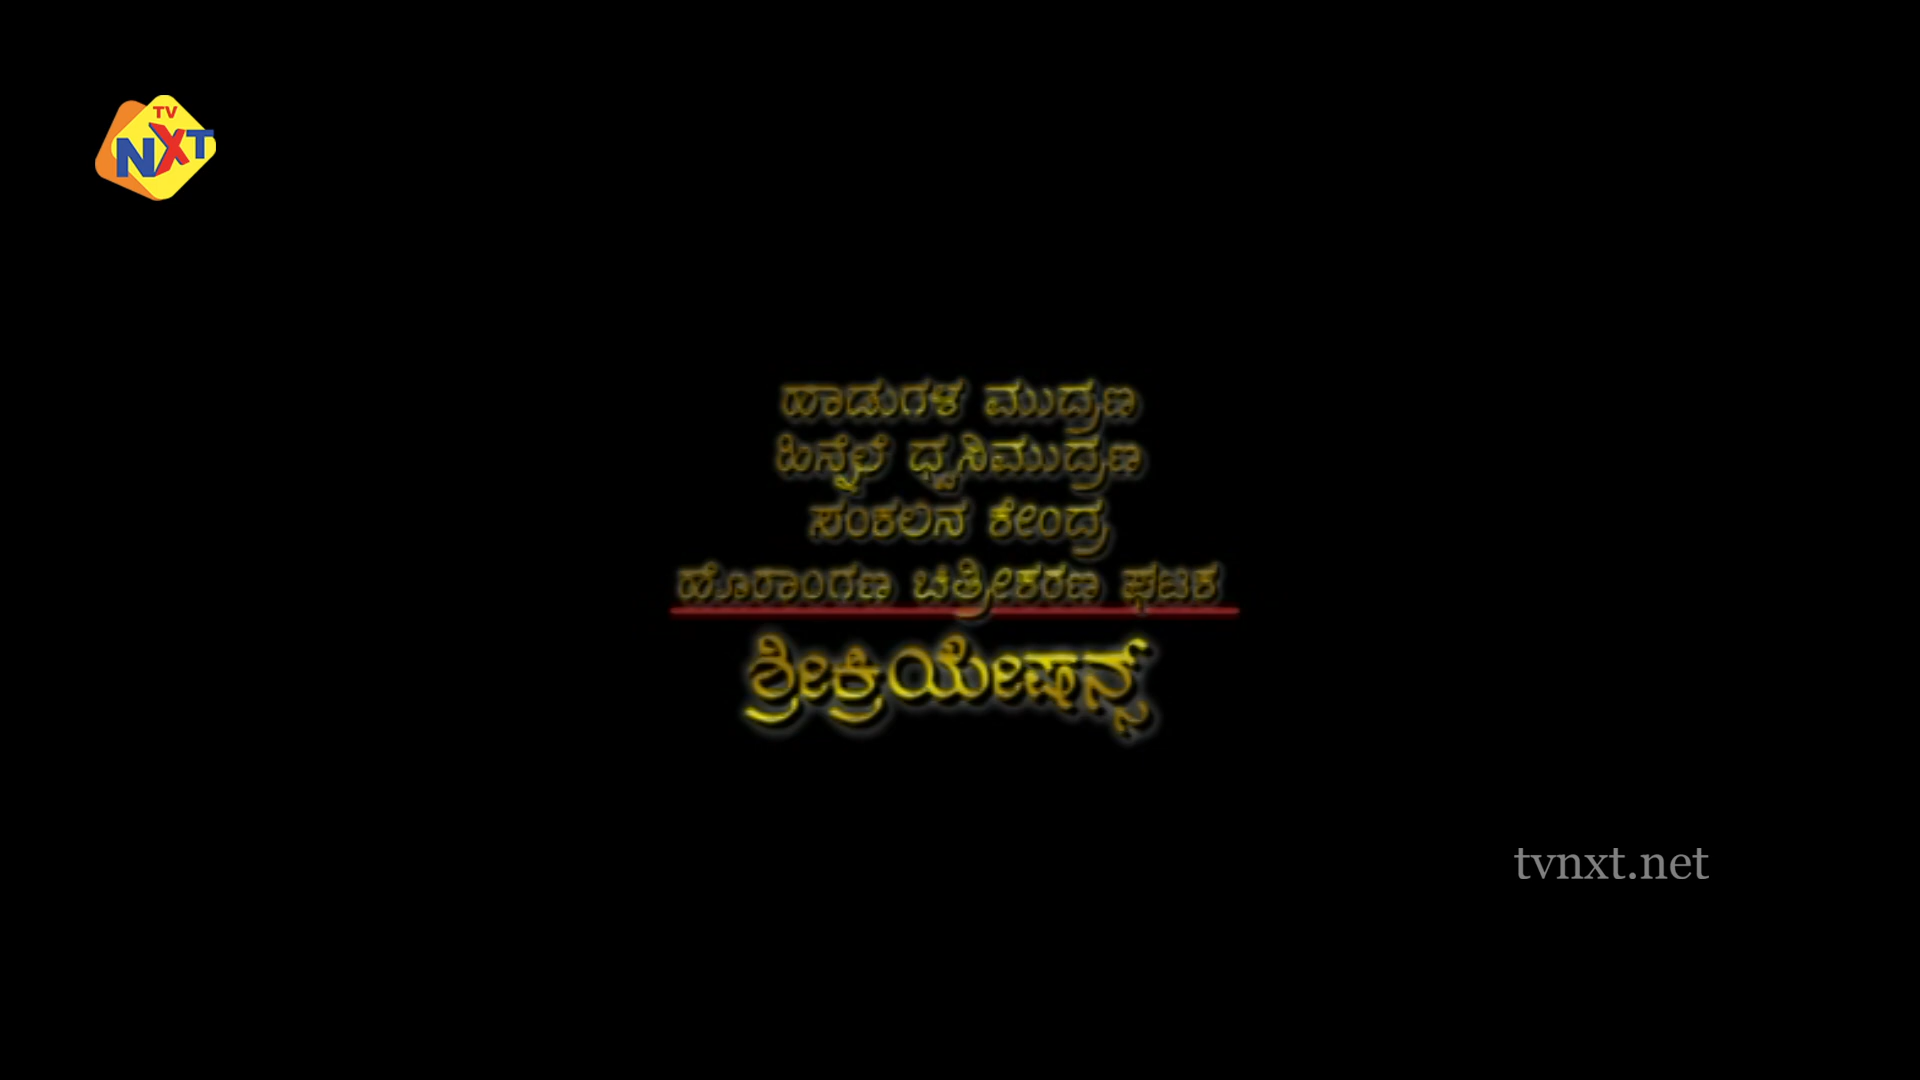 TV
NXT
ಹಾಡುಗಳ ಮುದ್ರಣ
ಹಿನ್ನೆಲೆ ಧ್ವನಿಮುದ್ರಣ
ಸಂಕಲನ ಕೇಂದ್ರ
ಹೊರಾಂಗಣ ಚಿತ್ರೀಕರಣ ಘಟಕ
ಶ್ರೀಕ್ರಿಯೇಷನ್ಸ್
tvnxt.net